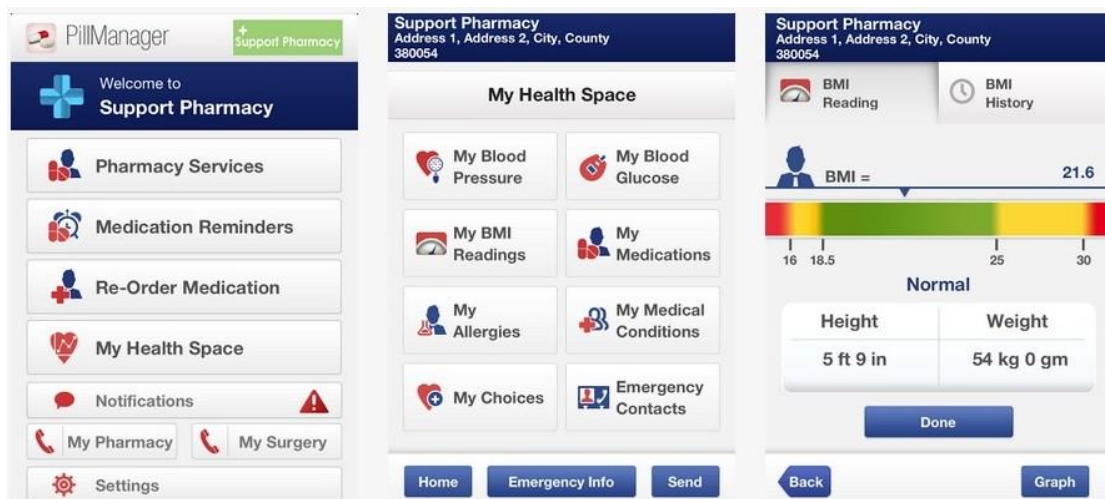 PillManager
Support Pharmacy
Welcome to
Support Pharmacy
Pharmacy Services
Medication Reminders
Re-Order Medication
My Health Space
Notifications
My Pharmacy
My Surgery
Settings
Support Pharmacy
Address 1, Address 2, City, County
380054
My Health Space
My Blood
Pressure
My Blood
Glucose
My BMI
Readings
My
Medications
My
Allergies
My Medical
Conditions
My Choices
Emergency
Contacts
Home
Emergency Info
Send
Support Pharmacy
Address 1, Address 2, City, County
380054
BMI
Reading
BMI
History
BMI =
21.6
16
18.5
25
30
Normal
Height
Weight
5 ft 9 in
54 kg 0 gm
Done
Back
Graph